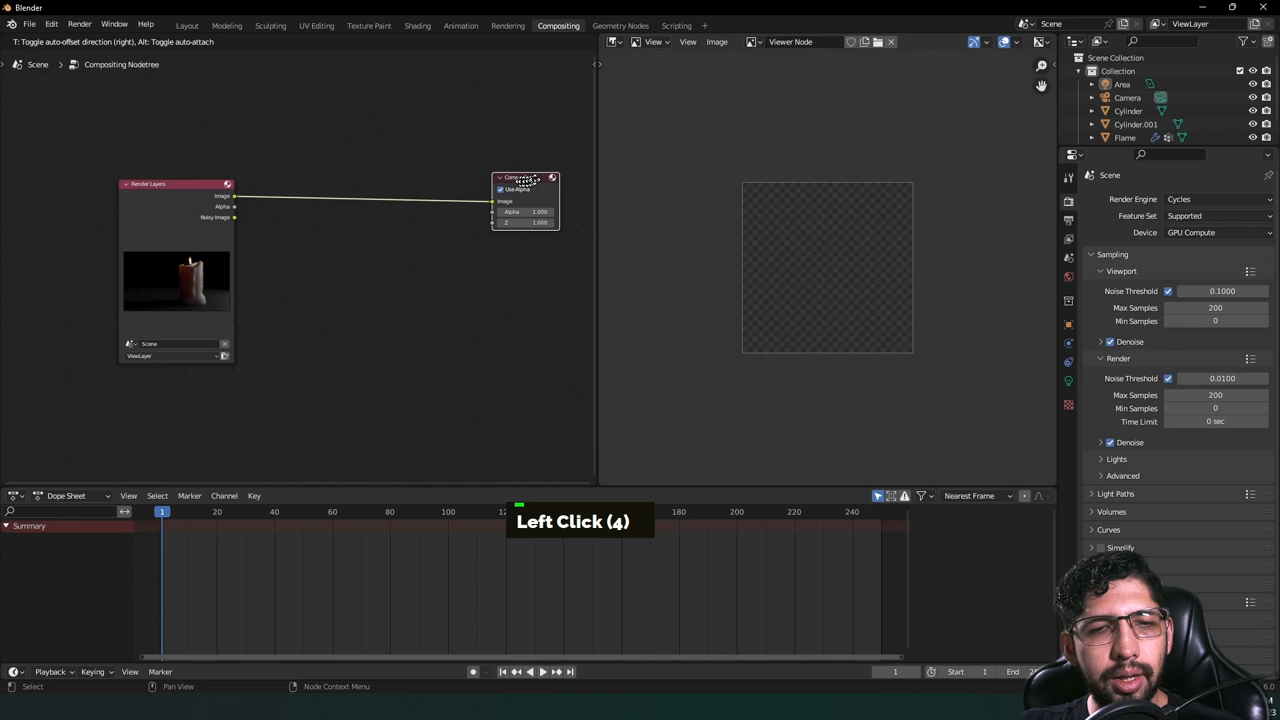 Blender
File Edit Render Window Help
Layout Modeling Sculpting UV Editing Texture Paint Shading Animation Rendering Compositing Geometry Nodes Scripting +
Scene
ViewLayer
T: Toggle auto-offset direction (right), Alt: Toggle auto-attach
View View Image Viewer Node
Scene > Compositing Nodetree
Scene Collection
Collection
Area
Camera
Cylinder
Cylinder.001
Flame
Render Layers
Image
Alpha
Noisy Image
Scene
ViewLayer
Use Alpha
Image
Alpha 1.000
Z 1.000
Scene
Render Engine Cycles
Feature Set Supported
Device GPU Compute
Sampling
Viewport
Noise Threshold 0.1000
Max Samples 200
Min Samples 0
Denoise
Render
Noise Threshold 0.0100
Max Samples 200
Min Samples 0
Time Limit 0 sec
Denoise
Lights
Advanced
Light Paths
Volumes
Curves
Simplify
Dope Sheet View Select Marker Channel Key Nearest Frame
1 20 40 60 80 100 180 200 220 240
Summary
Left Click (4)
Playback Keying View Marker
1 Start 1 End
Select Pan View Node Context Menu